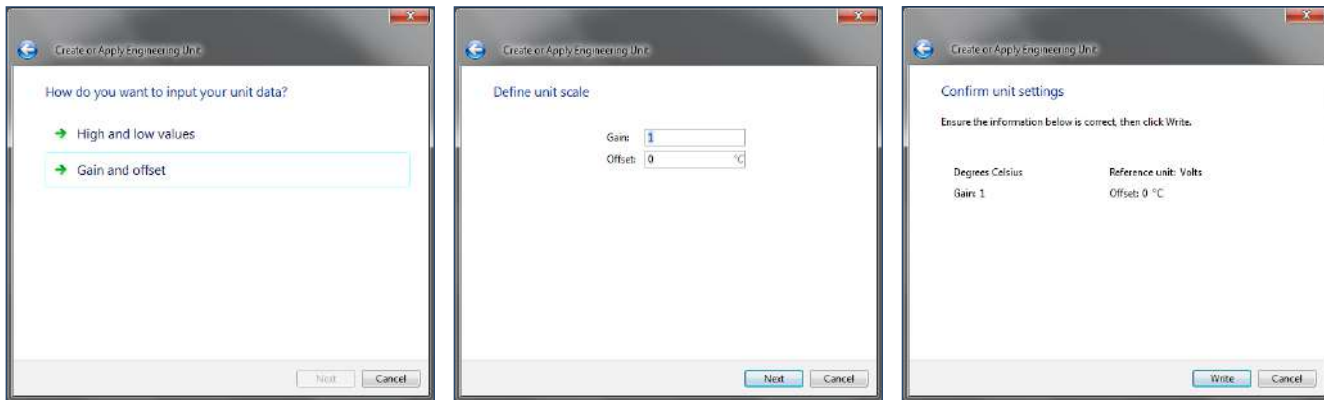 Create or Apply Engineering Unit
How do you want to input your unit data?
High and low values
Gain and offset
Next
Cancel
Create or Apply Engineering Unit
Define unit scale
Gain: 1
Offset: 0 °C
Next
Cancel
Create or Apply Engineering Unit
Confirm unit settings
Ensure the information below is correct, then click Write.
Degrees Celsius
Reference unit: Volts
Gain: 1
Offset: 0 °C
Write
Cancel